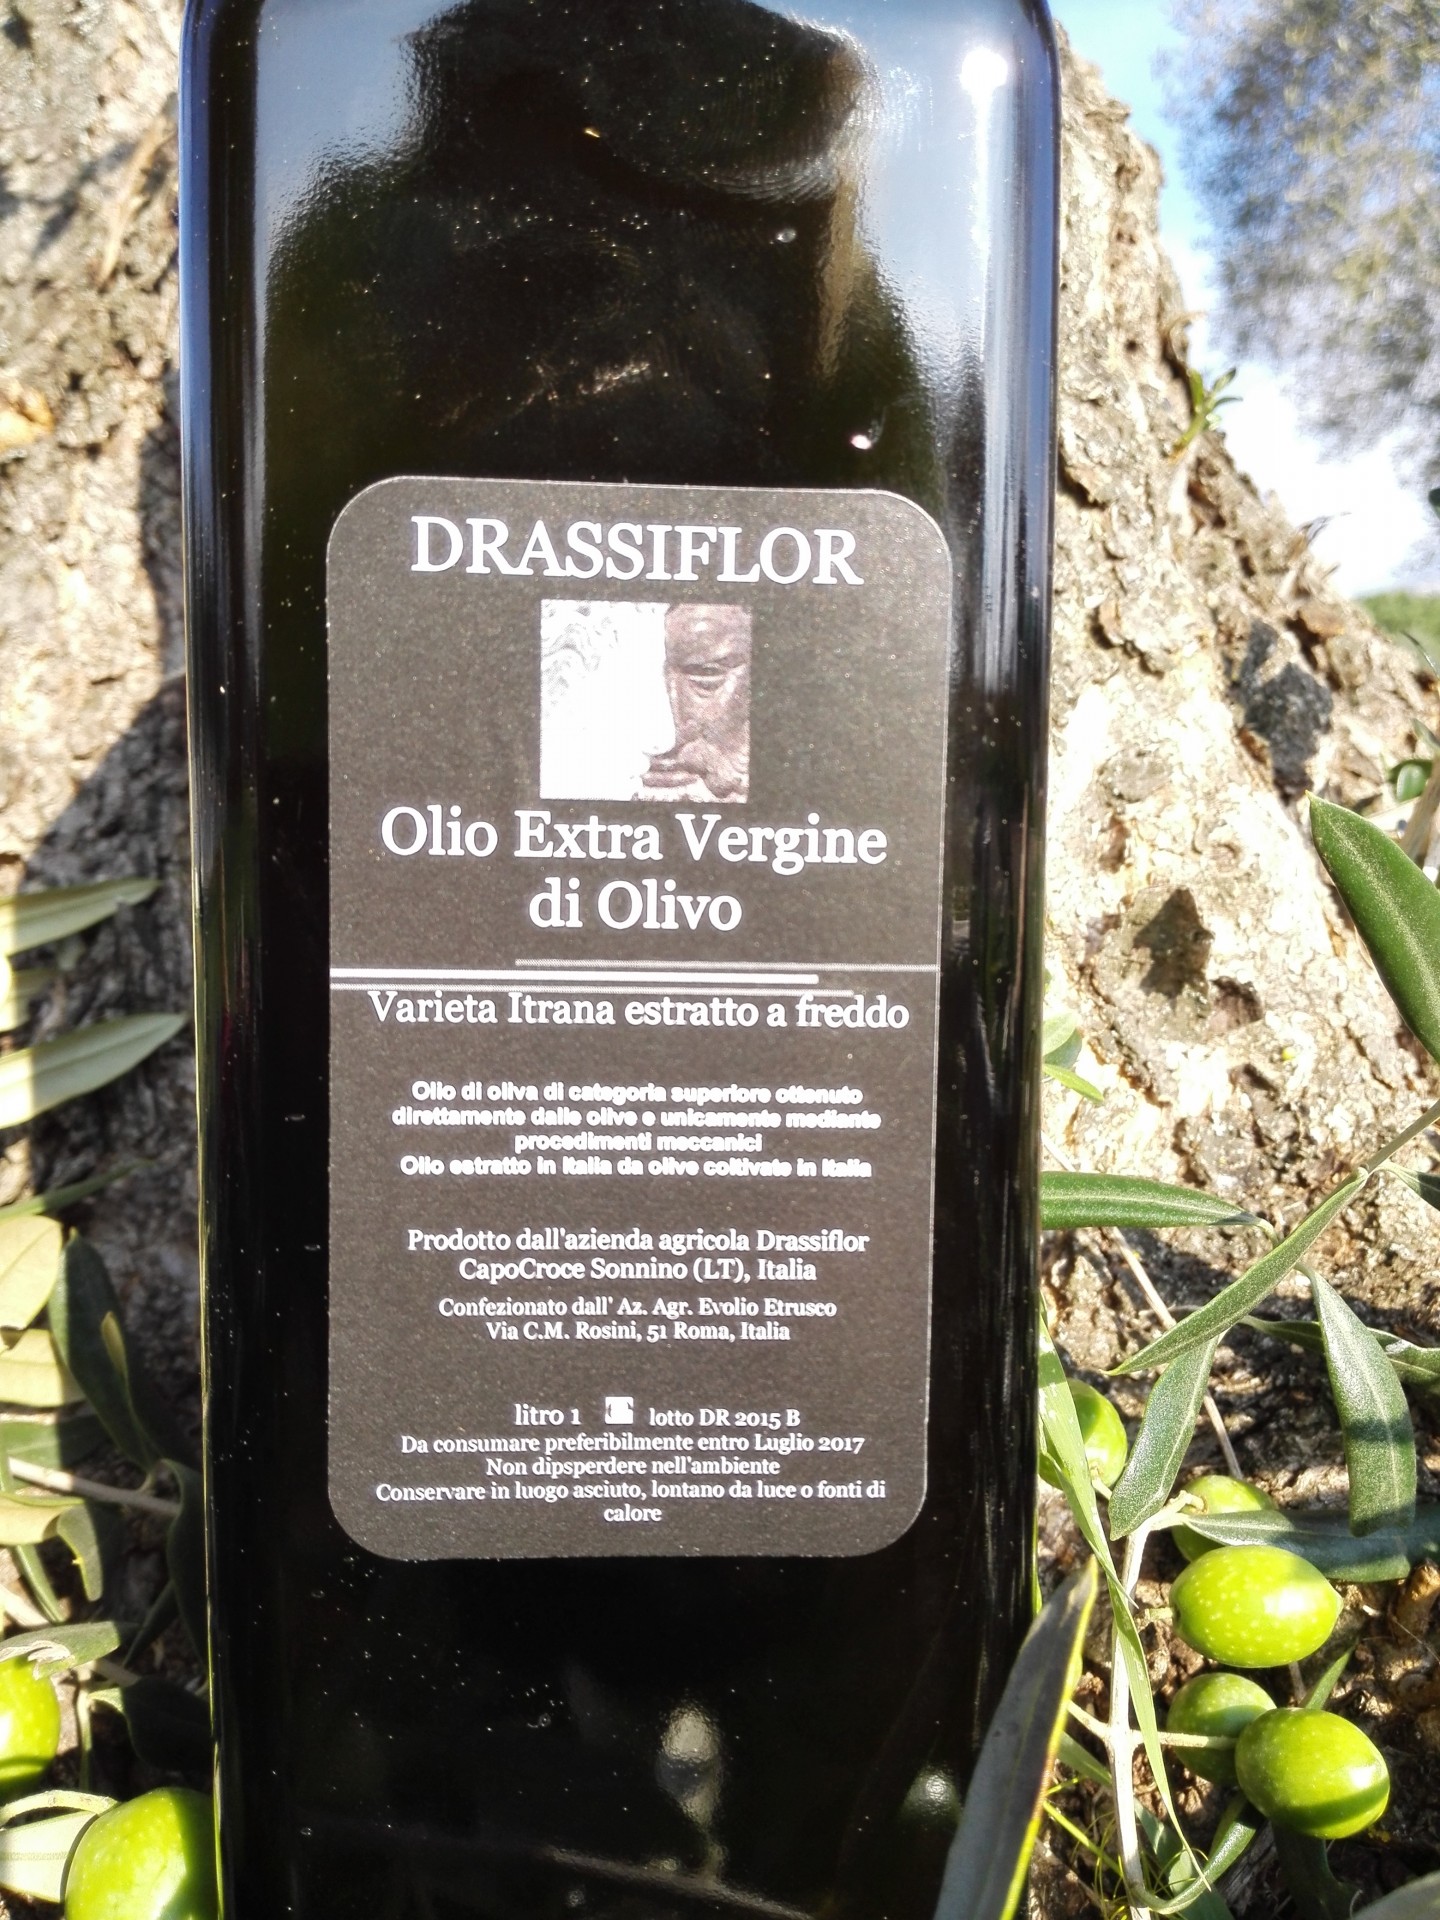 DRASSIFLOR
Olio Extra Vergine
di Olivo
Varieta Itrana estratto a freddo
Olio di oliva di categoria superiore ottenuto
direttamente dalle olive e unicamente mediante
procedimenti meccanici
Olio estratto in Italia da olive coltivate in Italia
Prodotto dall'azienda agricola Drassiflor
CapoCroce Sonnino (LT), Italia
Confezionato dall' Az. Agr. Evolio Etrusco
Via C.M. Rosini, 51 Roma, Italia
litro 1 lotto DR 2015 B
Da consumare preferibilmente entro Luglio 2017
Non dipsperdere nell'ambiente
Conservare in luogo asciuto, lontano da luce o fonti di
calore